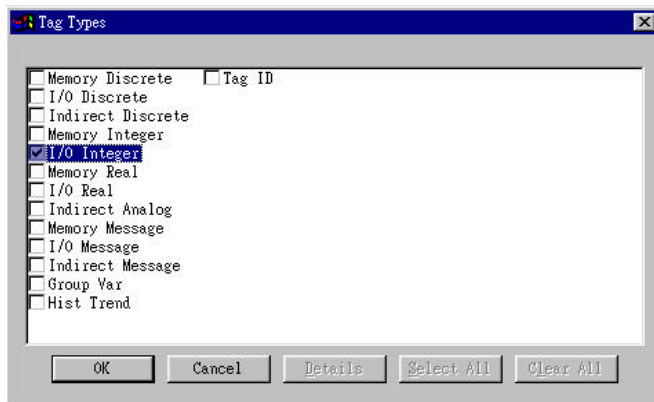 Tag Types
Memory Discrete
I/O Discrete
Indirect Discrete
Memory Integer
I/O Integer
Memory Real
I/O Real
Indirect Analog
Memory Message
I/O Message
Indirect Message
Group Var
Hist Trend
Tag ID
OK
Cancel
Details
Select All
Clear All